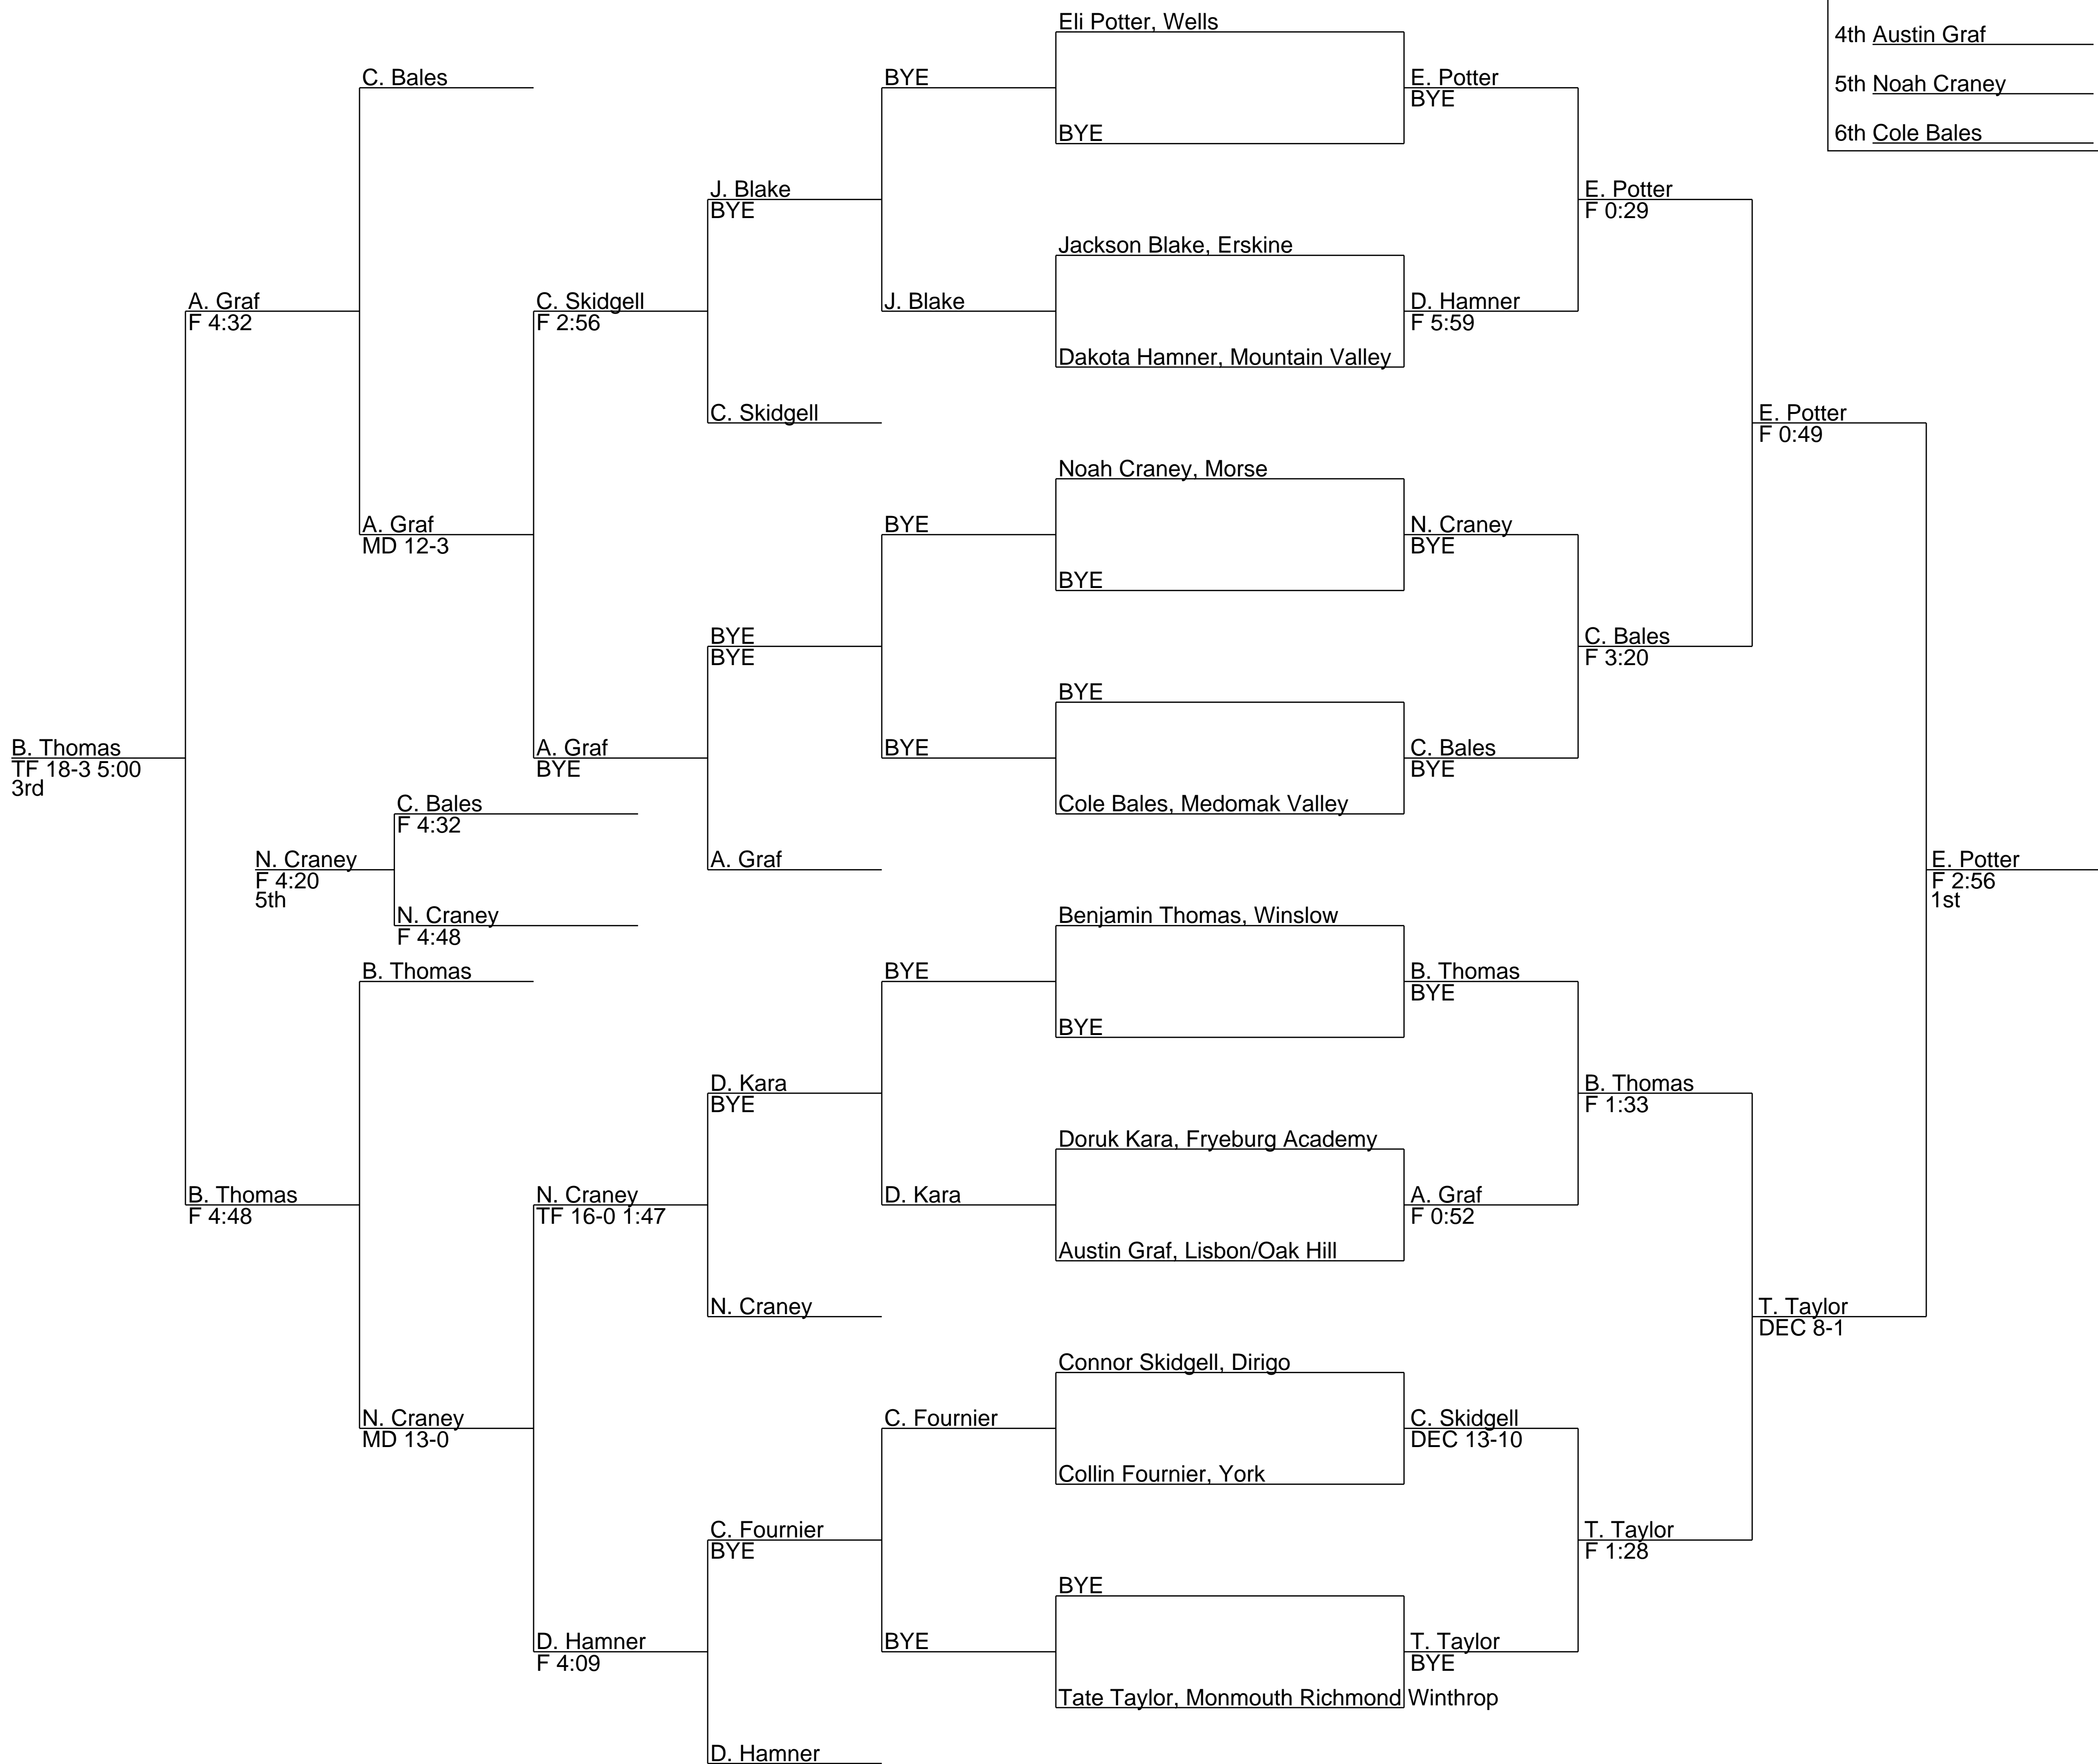 Eli Potter, Wells
4th Austin Graf
C. Bales
BYE
E. Potter
BYE
5th Noah Craney
BYE
6th Cole Bales
J. Blake
BYE
E. Potter
F 0:29
Jackson Blake, Erskine
A. Graf
F 4:32
C. Skidgell
F 2:56
J. Blake
D. Hamner
F 5:59
Dakota Hamner, Mountain Valley
C. Skidgell
E. Potter
F 0:49
Noah Craney, Morse
A. Graf
MD 12-3
BYE
N. Craney
BYE
BYE
BYE
BYE
C. Bales
F 3:20
BYE
B. Thomas
TF 18-3 5:00
3rd
A. Graf
BYE
BYE
C. Bales
BYE
C. Bales
F 4:32
Cole Bales, Medomak Valley
N. Craney
F 4:20
5th
A. Graf
E. Potter
F 2:56
1st
N. Craney
F 4:48
Benjamin Thomas, Winslow
B. Thomas
BYE
B. Thomas
BYE
BYE
D. Kara
BYE
B. Thomas
F 1:33
Doruk Kara, Fryeburg Academy
B. Thomas
F 4:48
N. Craney
TF 16-0 1:47
D. Kara
A. Graf
F 0:52
Austin Graf, Lisbon/Oak Hill
N. Craney
T. Taylor
DEC 8-1
Connor Skidgell, Dirigo
N. Craney
MD 13-0
C. Fournier
C. Skidgell
DEC 13-10
Collin Fournier, York
C. Fournier
BYE
T. Taylor
F 1:28
BYE
D. Hamner
F 4:09
BYE
T. Taylor
BYE
Tate Taylor, Monmouth Richmond Winthrop
D. Hamner